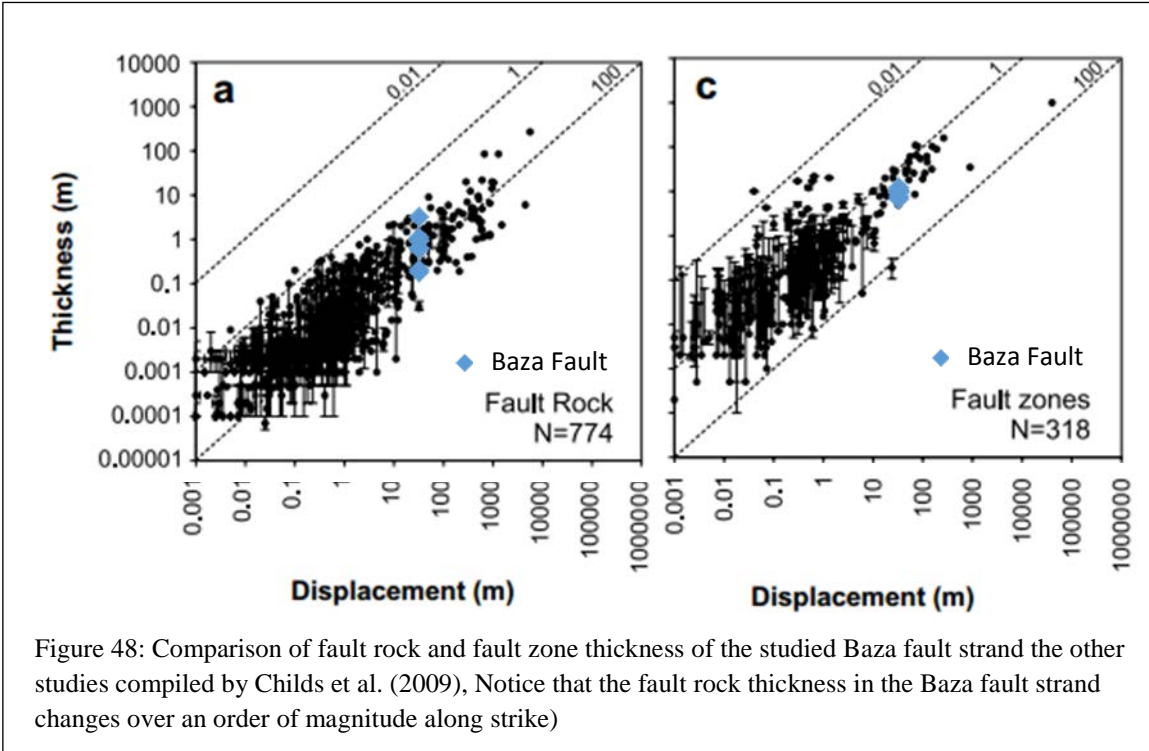 a
0.01
1
100
10000
1000
100
10
1
0.1
0.01
0.001
0.0001
0.00001
Thickness (m)
Baza Fault
Fault Rock
N=774
0.001
0.01
0.1
1
10
100
1000
10000
100000
1000000
Displacement (m)
c
0.01
1
100
Baza Fault
Fault zones
N=318
0.001
0.01
0.1
1
10
100
1000
10000
100000
1000000
Displacement (m)
Figure 48: Comparison of fault rock and fault zone thickness of the studied Baza fault strand the other
studies compiled by Childs et al. (2009), Notice that the fault rock thickness in the Baza fault strand
changes over an order of magnitude along strike)